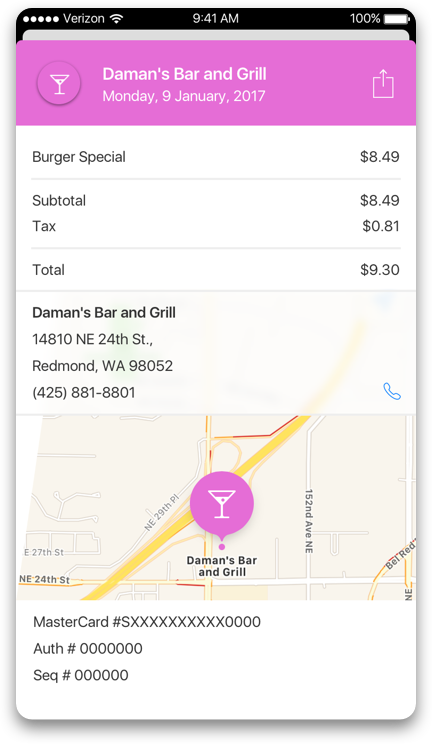 Verizon 9:41 AM 100%
Daman's Bar and Grill
Monday, 9 January, 2017
Burger Special $8.49
Subtotal $8.49
Tax $0.81
Total $9.30
Daman's Bar and Grill
14810 NE 24th St.,
Redmond, WA 98052
(425) 881-8801
NE 29th Pl
152nd Ave NE
E 27th St
Bel Red
Daman's Bar
and Grill
NE 24th St
NE
MasterCard #SXXXXXXXXXX0000
Auth # 0000000
Seq # 000000